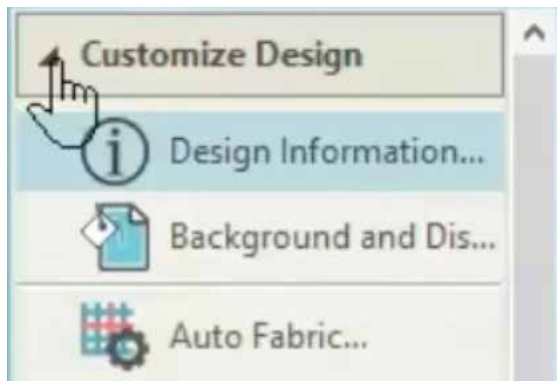 Customize Design
Design Information...
Background and Dis...
Auto Fabric...